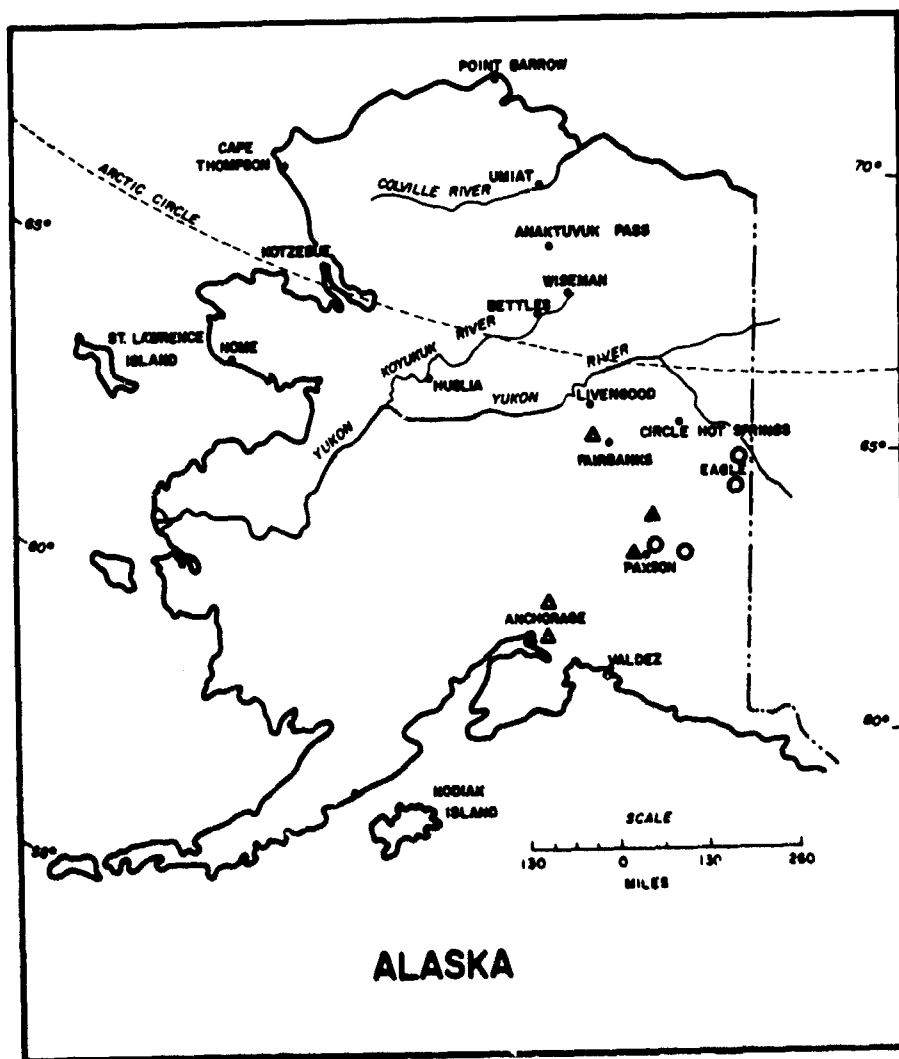 POINT BARROW
CAPE
THOMPSON
ARCTIC CIRCLE
70°
UMIAT
COLVILLE RIVER
65°
ANAKTUVUK PASS
KOTZEBUE
WISEMAN
BETTLES
ST. LAWRENCE
ISLAND
NOME
KOYUKUK RIVER
RIVER
HUSLIA
YUKON
LIVENGOOD
CIRCLE HOT SPRINGS
YUKON
FAIRBANKS
65°
EAGLE
60°
PAXSON
ANCHORAGE
VALDEZ
60°
KODIAK
ISLAND
SCALE
130 0 130 260
MILES
ALASKA